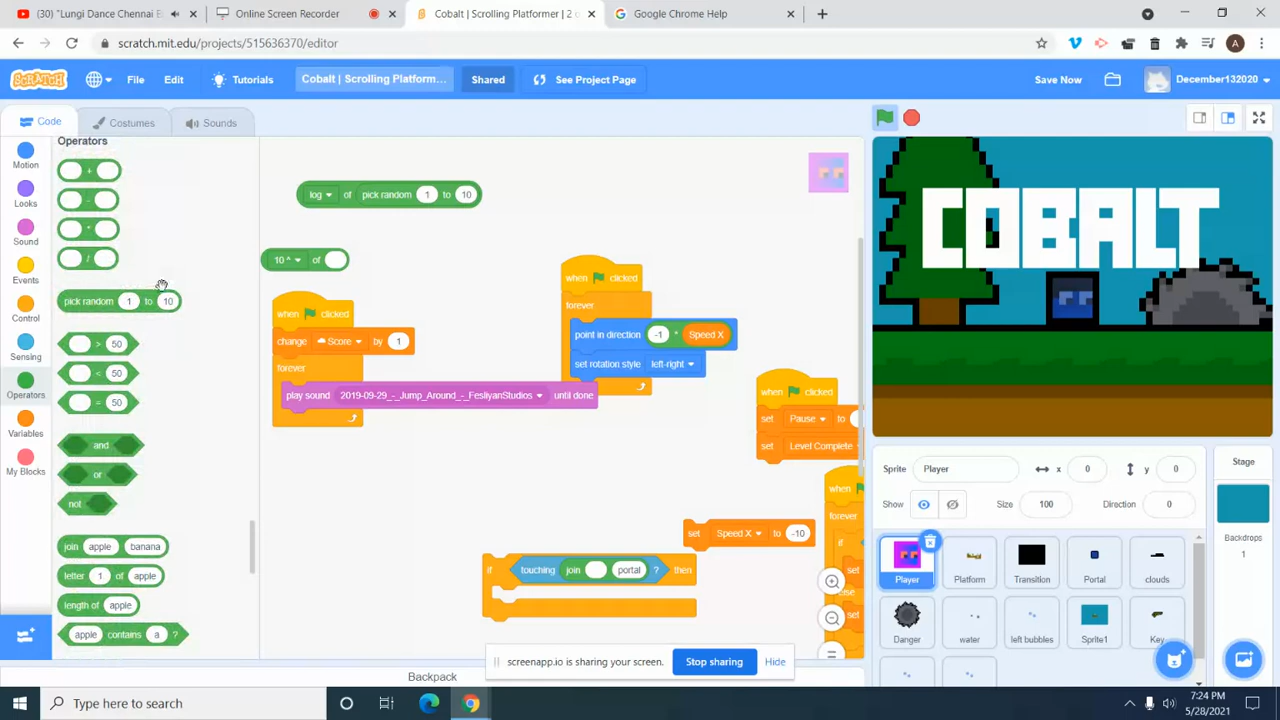 (30) "Lungi Dance Chennai E
Online Screen Recorder
Cobalt | Scrolling Platformer | 2 o
Google Chrome Help
scratch.mit.edu/projects/515636370/editor
A
SCRATCH
File
Edit
Tutorials
Cobalt | Scrolling Platform...
Shared
See Project Page
Save Now
December132020
Code
Costumes
Sounds
Motion
Looks
Sound
Events
Control
Sensing
Operators
Variables
My Blocks
Operators
+
-
*
/
pick random 1 to 10
> 50
< 50
= 50
and
or
not
join apple banana
letter 1 of apple
length of apple
apple contains a ?
log of pick random 1 to 10
10 ^ of
when clicked
change Score by 1
forever
play sound 2019-09-29_-_Jump_Around_-_FesliyanStudios until done
when clicked
forever
point in direction -1 * Speed X
set rotation style left-right
when clicked
set Pause to
set Level Complete
when
forever
if
set
else
set
set Speed X to -10
if touching join portal ? then
COBALT
Sprite Player x 0 y 0
Show Size 100 Direction 0
Player
Platform
Transition
Portal
clouds
Danger
water
left bubbles
Sprite1
Key
Stage
Backdrops
1
Backpack
screenapp.io is sharing your screen.
Stop sharing
Hide
Type here to search
7:24 PM
5/28/2021